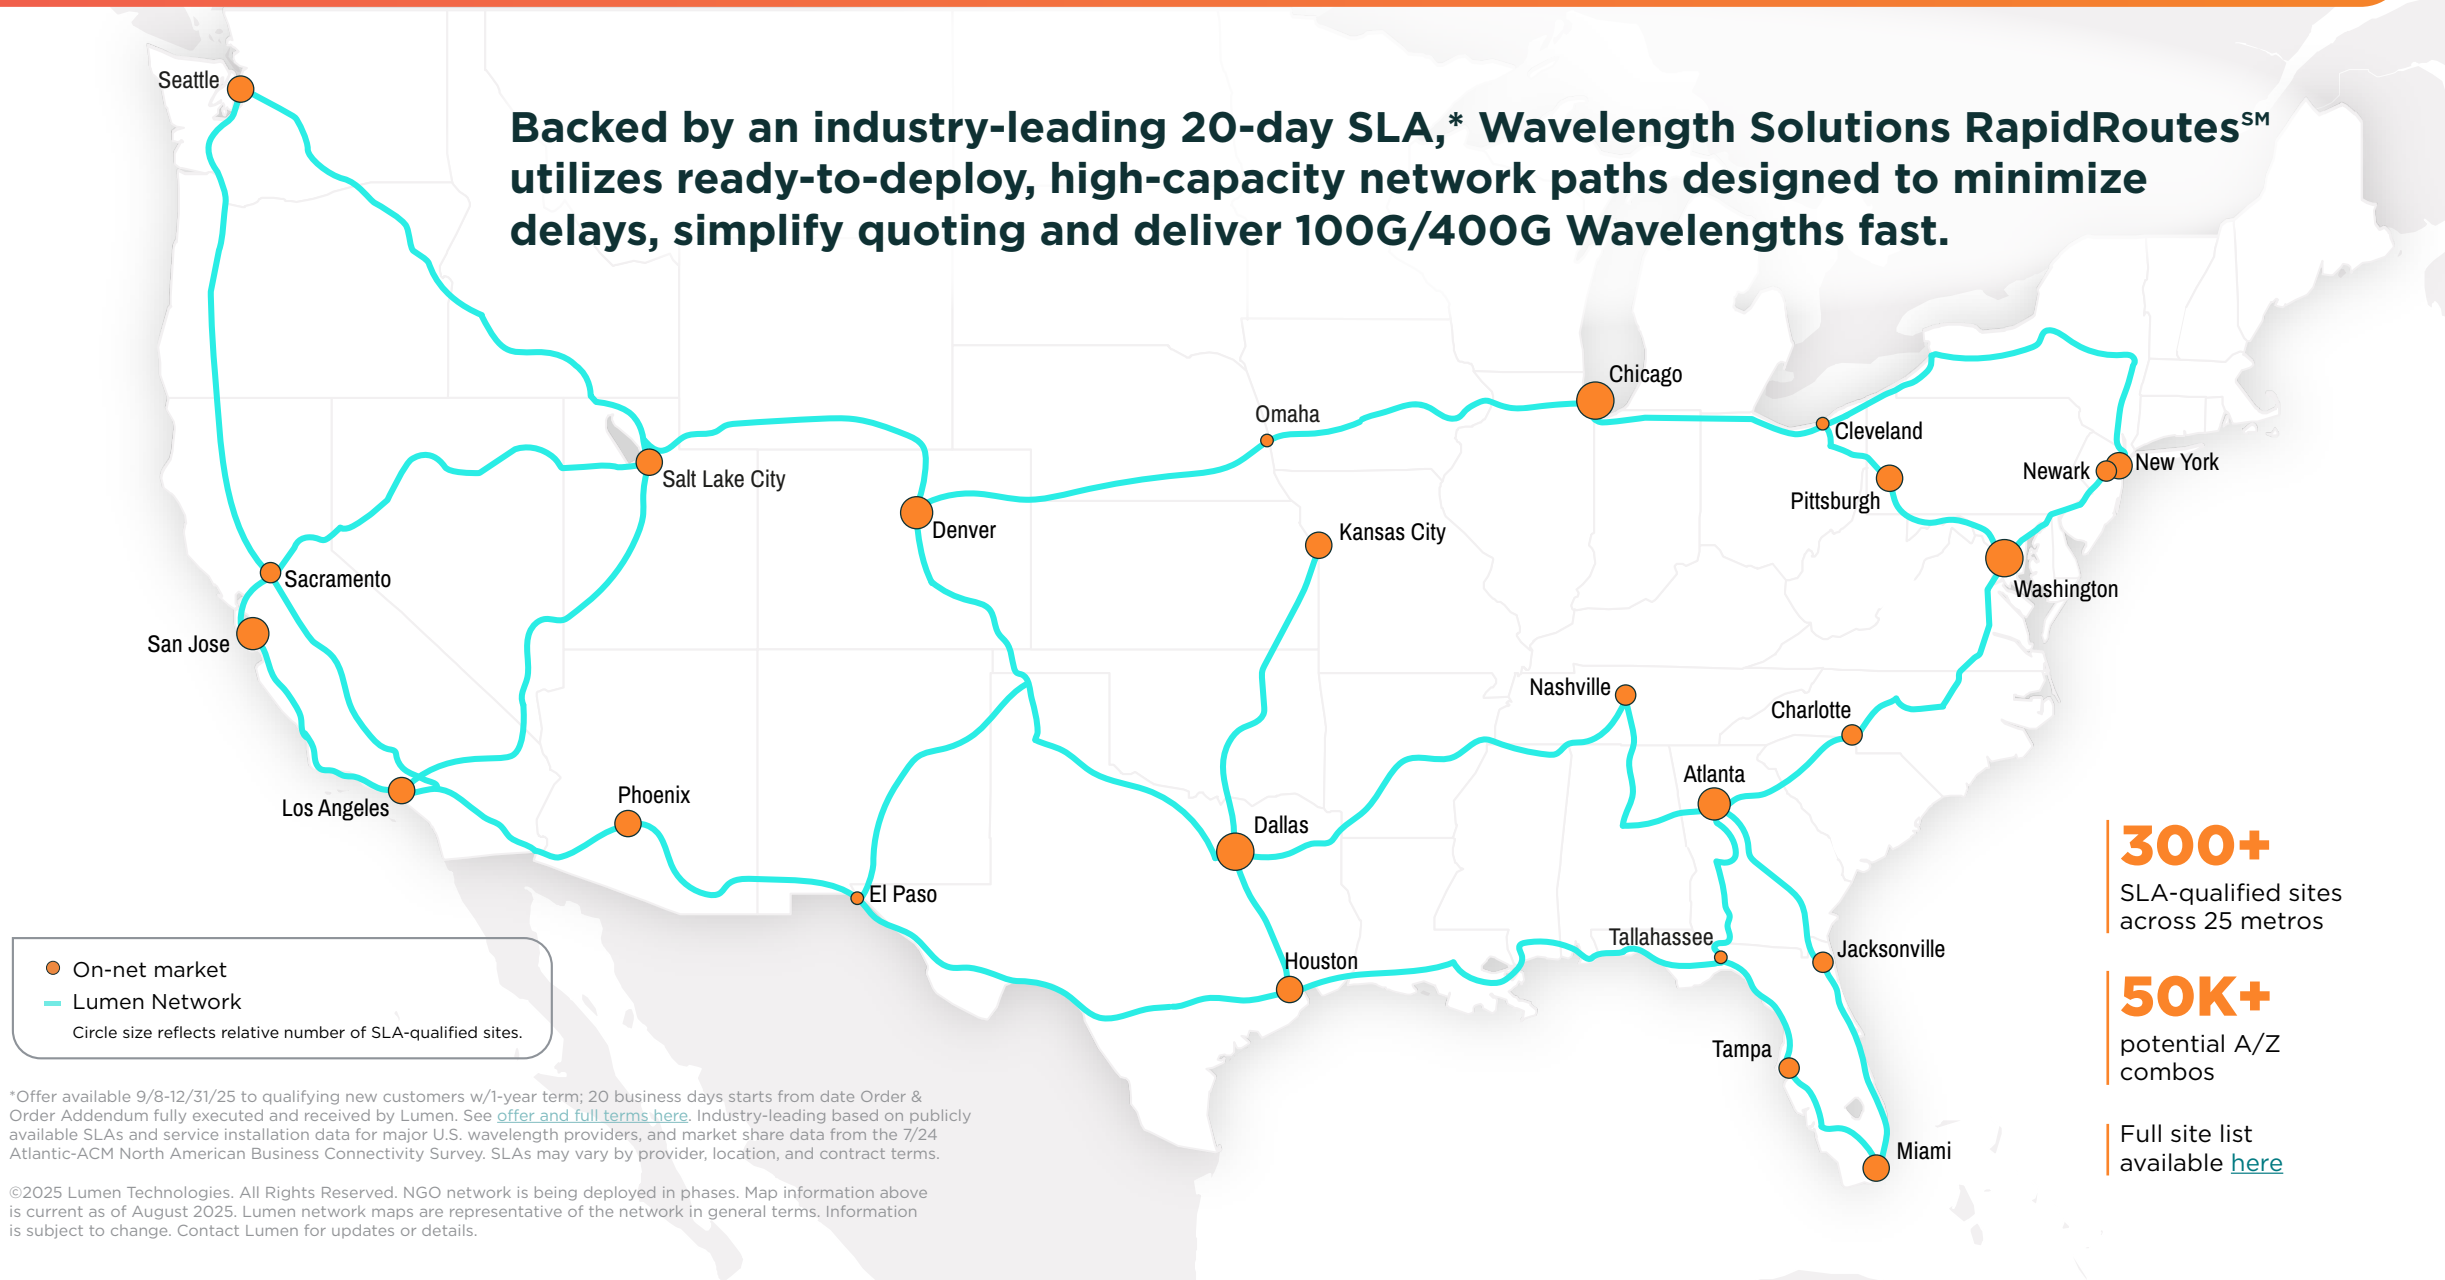 Backed by an industry-leading 20-day SLA,* Wavelength Solutions RapidRoutes℠
utilizes ready-to-deploy, high-capacity network paths designed to minimize
delays, simplify quoting and deliver 100G/400G Wavelengths fast.
Seattle
Chicago
Omaha
Cleveland
Salt Lake City
Newark
New York
Pittsburgh
Denver
Kansas City
Sacramento
Washington
San Jose
Nashville
Charlotte
Atlanta
Phoenix
Los Angeles
Dallas
El Paso
Tallahassee
Jacksonville
Houston
Tampa
Miami
300+
SLA-qualified sites
across 25 metros
50K+
potential A/Z
combos
Full site list
available here
On-net market
Lumen Network
Circle size reflects relative number of SLA-qualified sites.
*Offer available 9/8-12/31/25 to qualifying new customers w/1-year term; 20 business days starts from date Order &
Order Addendum fully executed and received by Lumen. See offer and full terms here. Industry-leading based on publicly
available SLAs and service installation data for major U.S. wavelength providers, and market share data from the 7/24
Atlantic-ACM North American Business Connectivity Survey. SLAs may vary by provider, location, and contract terms.
©2025 Lumen Technologies. All Rights Reserved. NGO network is being deployed in phases. Map information above
is current as of August 2025. Lumen network maps are representative of the network in general terms. Information
is subject to change. Contact Lumen for updates or details.